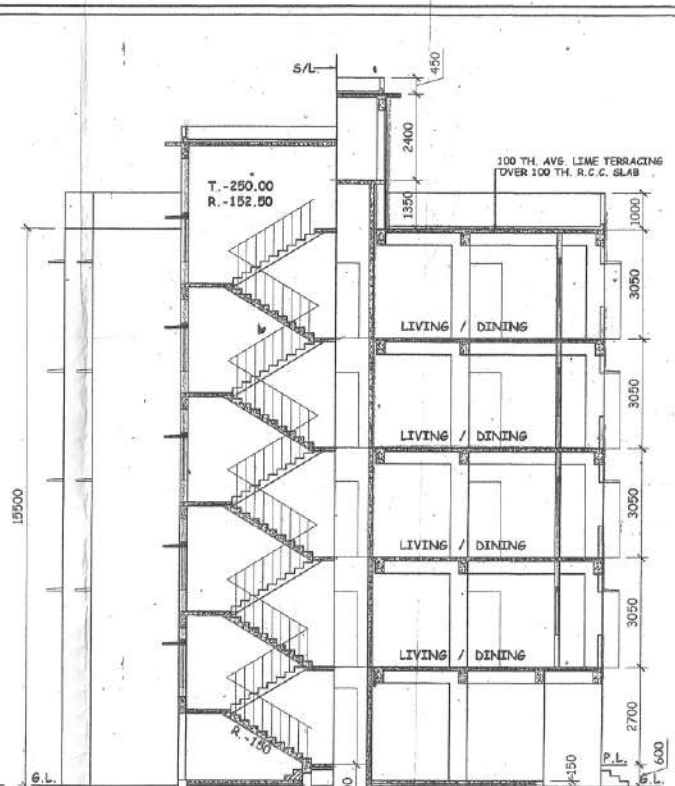 S/L.
450
2400
100 TH. AVG. LIME TERRACING
OVER 100 TH. R.C.C. SLAB
T.-250.00
R.-152.50
1350
1000
3050
LIVING / DINING
3050
LIVING / DINING
15500
3050
LIVING / DINING
3050
LIVING / DINING
2700
R.-150
P.L.
600
150
G.L.
G.L.